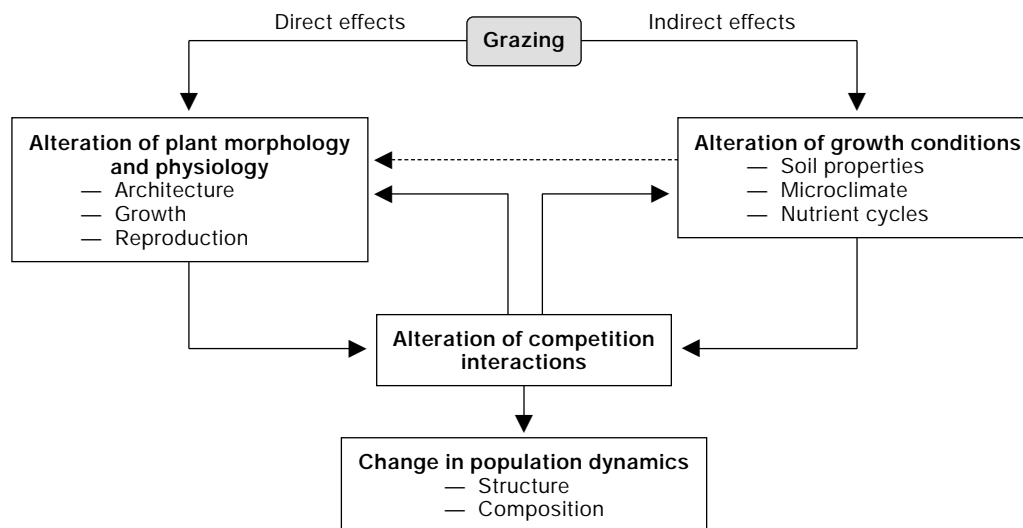 Direct effects
Grazing
Indirect effects
Alteration of plant morphology
and physiology
— Architecture
— Growth
— Reproduction
Alteration of growth conditions
— Soil properties
— Microclimate
— Nutrient cycles
Alteration of competition
interactions
Change in population dynamics
— Structure
— Composition